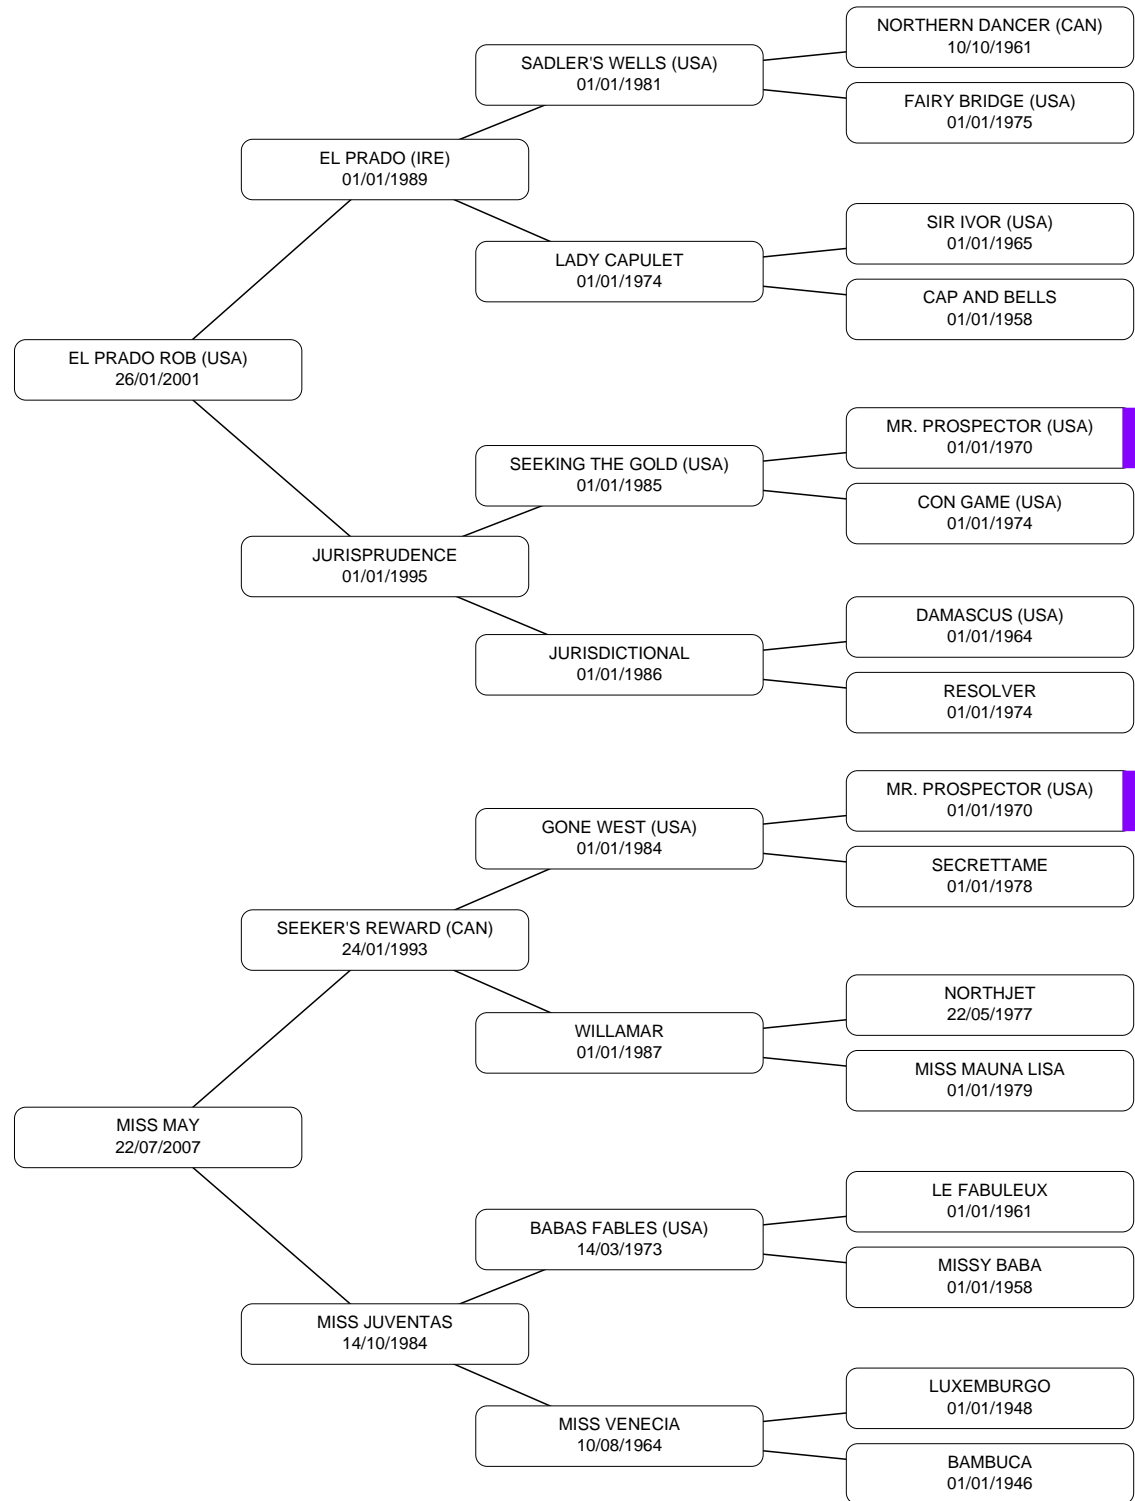 NORTHERN DANCER (CAN)
10/10/1961
SADLER'S WELLS (USA)
01/01/1981
FAIRY BRIDGE (USA)
01/01/1975
EL PRADO (IRE)
01/01/1989
SIR IVOR (USA)
01/01/1965
LADY CAPULET
01/01/1974
CAP AND BELLS
01/01/1958
EL PRADO ROB (USA)
26/01/2001
MR. PROSPECTOR (USA)
01/01/1970
SEEKING THE GOLD (USA)
01/01/1985
CON GAME (USA)
01/01/1974
JURISPRUDENCE
01/01/1995
DAMASCUS (USA)
01/01/1964
JURISDICTIONAL
01/01/1986
RESOLVER
01/01/1974
MR. PROSPECTOR (USA)
01/01/1970
GONE WEST (USA)
01/01/1984
SECRETTAME
01/01/1978
SEEKER'S REWARD (CAN)
24/01/1993
NORTHJET
22/05/1977
WILLAMAR
01/01/1987
MISS MAUNA LISA
01/01/1979
MISS MAY
22/07/2007
LE FABULEUX
01/01/1961
BABAS FABLES (USA)
14/03/1973
MISSY BABA
01/01/1958
MISS JUVENTAS
14/10/1984
LUXEMBURGO
01/01/1948
MISS VENECIA
10/08/1964
BAMBUCA
01/01/1946